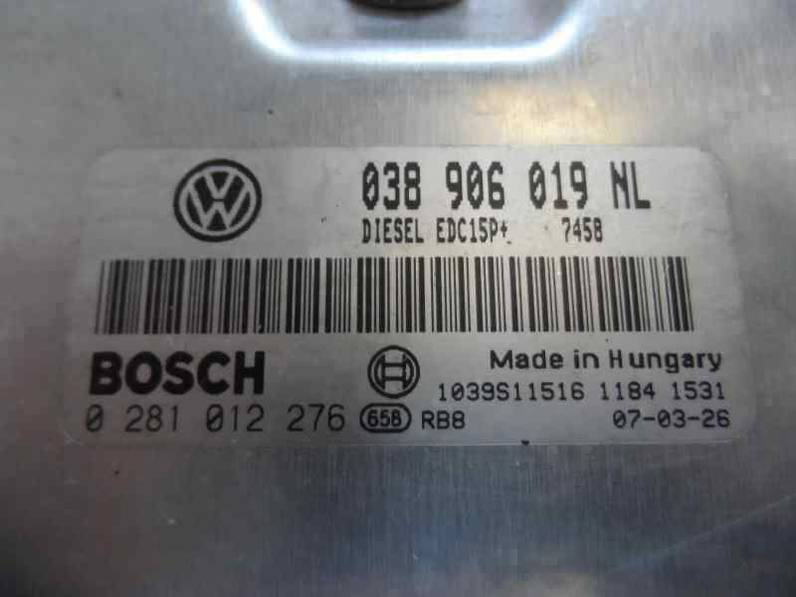 038 906 019 NL
DIESEL EDC15P+ 7458
BOSCH
Made in Hungary
1039S11516 1184 1531
0 281 012 276 658 RB8 07-03-26